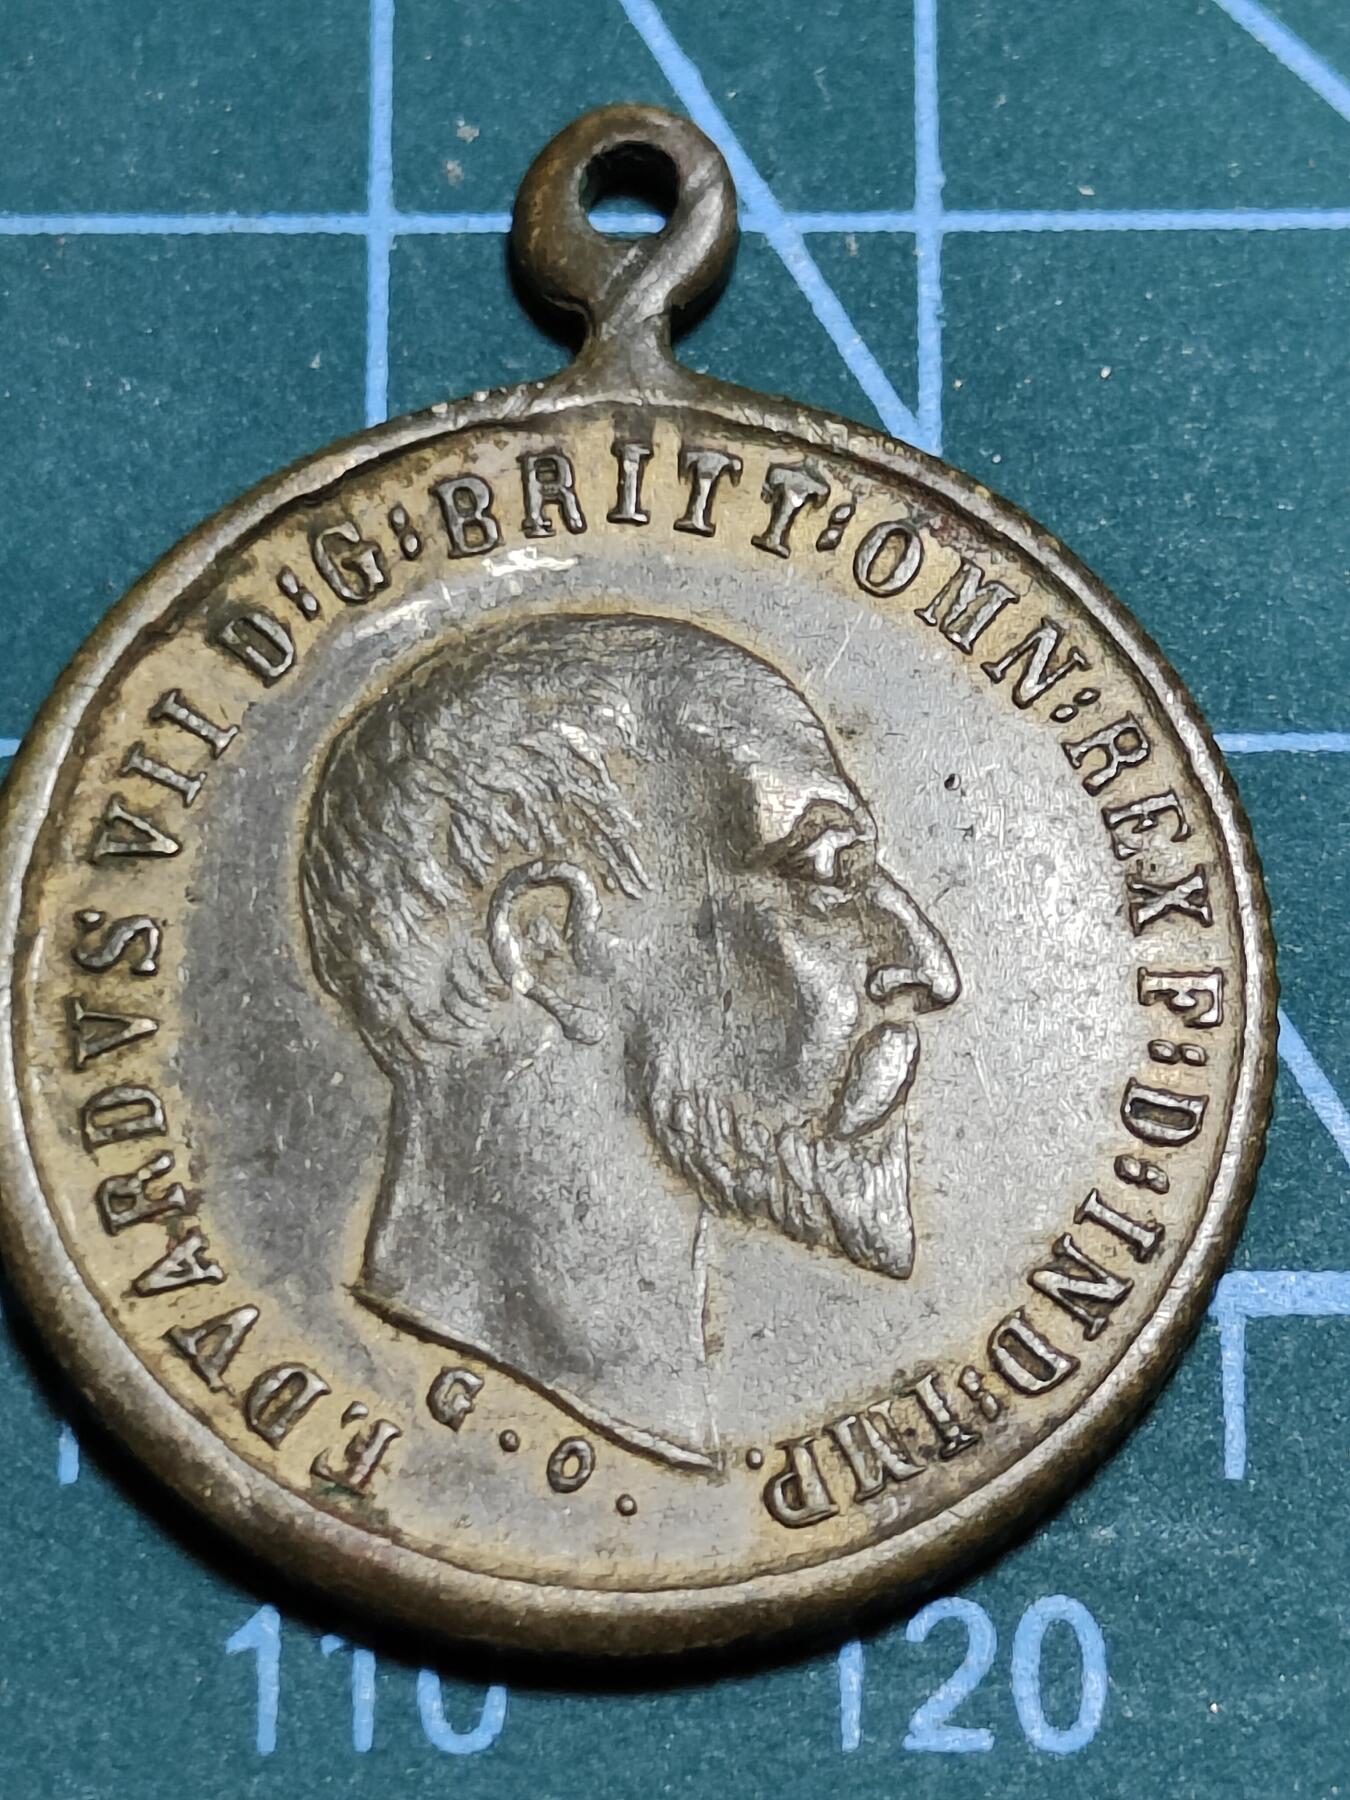 EDVARDVS VII D:G:BRITT:OMN:REX F:D:IND:IMP.
G.O.
110
120